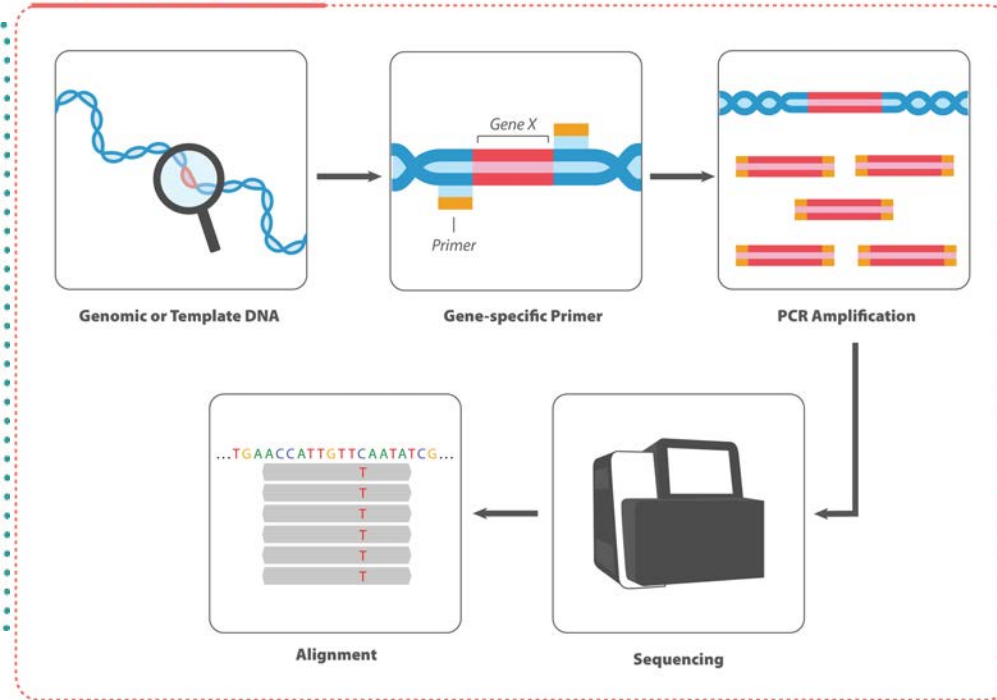 Gene X
Primer
Genomic or Template DNA
Gene-specific Primer
PCR Amplification
...TGAACCATTGTTCAATATCG...
T
T
T
T
T
T
Alignment
Sequencing